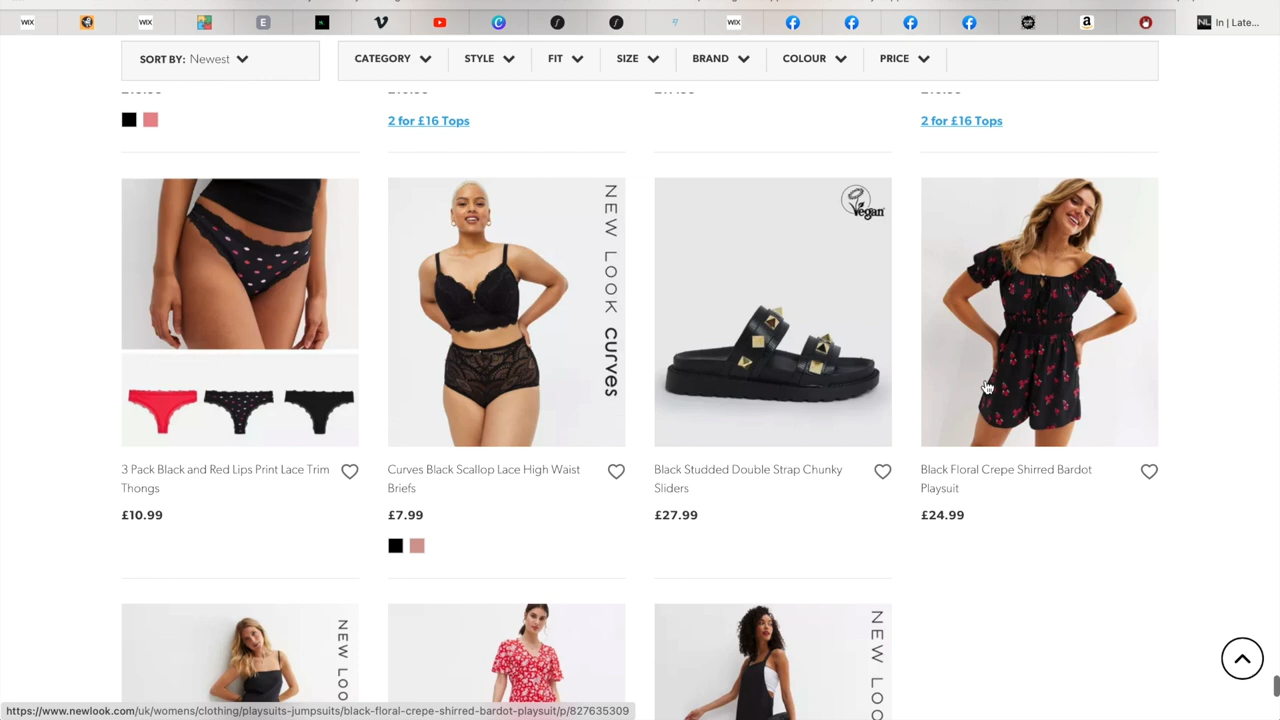 WIX
WIX
E
WIX
a
NL In | Late...
SORT BY: Newest
CATEGORY
STYLE
FIT
SIZE
BRAND
COLOUR
PRICE
2 for £16 Tops
2 for £16 Tops
NEW LOOK curves
Vegan
3 Pack Black and Red Lips Print Lace Trim
Thongs
£10.99
Curves Black Scallop Lace High Waist
Briefs
£7.99
Black Studded Double Strap Chunky
Sliders
£27.99
Black Floral Crepe Shirred Bardot
Playsuit
£24.99
NEW LOO
NEW LOO
https://www.newlook.com/uk/womens/clothing/playsuits-jumpsuits/black-floral-crepe-shirred-bardot-playsuit/p/827635309